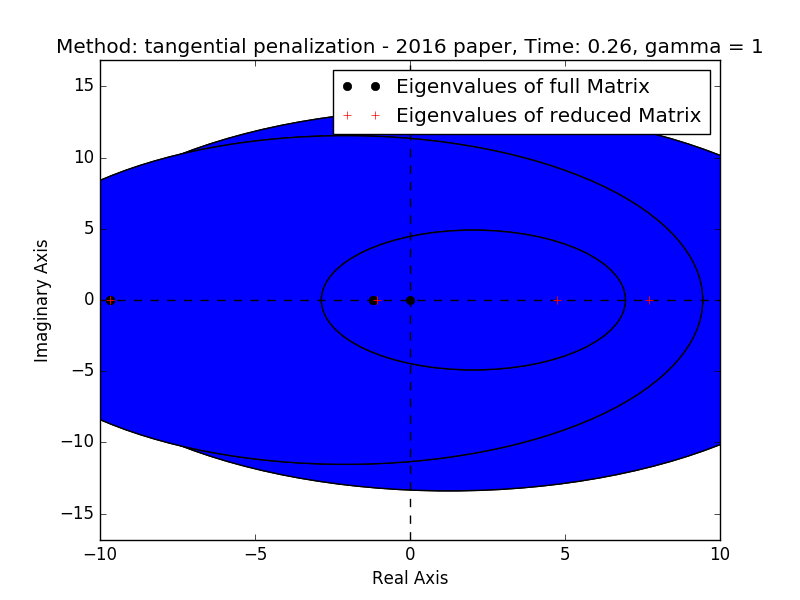 Method: tangential penalization - 2016 paper, Time: 0.26, gamma = 1
Eigenvalues of full Matrix
Eigenvalues of reduced Matrix
15
10
5
0
−5
−10
−15
Imaginary Axis
−10 −5 0 5 10
Real Axis